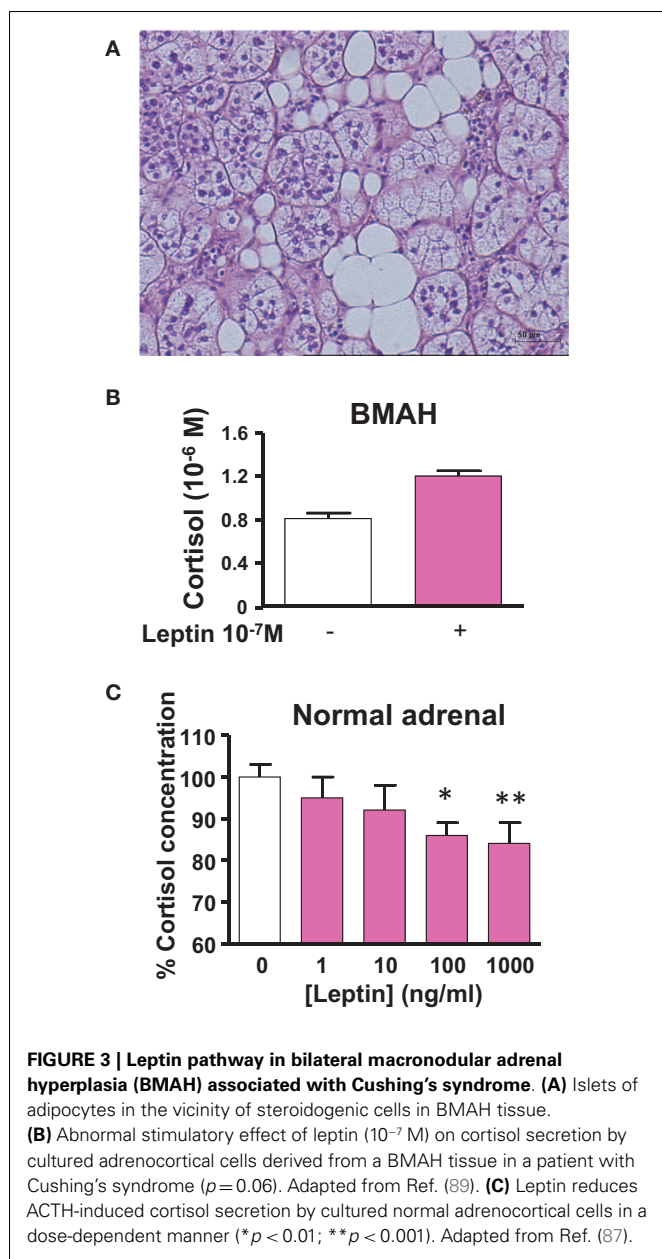 A
50 µm
B
BMAH
Cortisol (10⁻⁶ M)
1.6
1.2
0.8
0.4
0
Leptin 10⁻⁷M - +
C
Normal adrenal
% Cortisol concentration
110
100
90
80
70
60
* **
0 1 10 100 1000
[Leptin] (ng/ml)
FIGURE 3 | Leptin pathway in bilateral macronodular adrenal
hyperplasia (BMAH) associated with Cushing's syndrome. (A) Islets of
adipocytes in the vicinity of steroidogenic cells in BMAH tissue.
(B) Abnormal stimulatory effect of leptin (10⁻⁷ M) on cortisol secretion by
cultured adrenocortical cells derived from a BMAH tissue in a patient with
Cushing's syndrome (p = 0.06). Adapted from Ref. (89). (C) Leptin reduces
ACTH-induced cortisol secretion by cultured normal adrenocortical cells in a
dose-dependent manner (*p < 0.01; **p < 0.001). Adapted from Ref. (87).